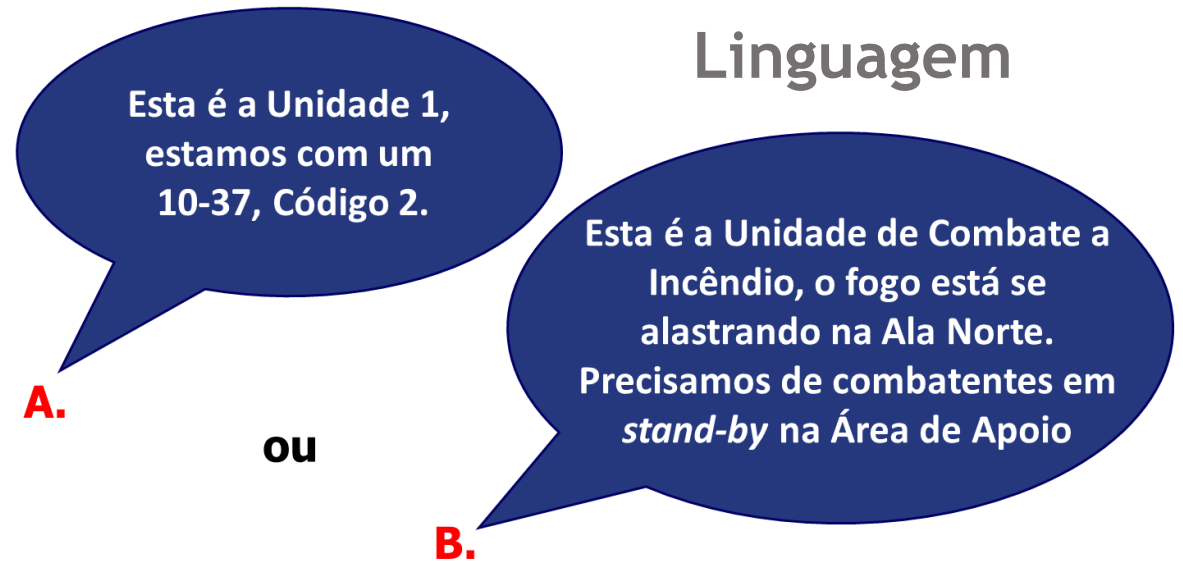 Linguagem
Esta é a Unidade 1,
estamos com um
10-37, Código 2.
A.
ou
Esta é a Unidade de Combate a
Incêndio, o fogo está se
alastrando na Ala Norte.
Precisamos de combatentes em
stand-by na Área de Apoio
B.